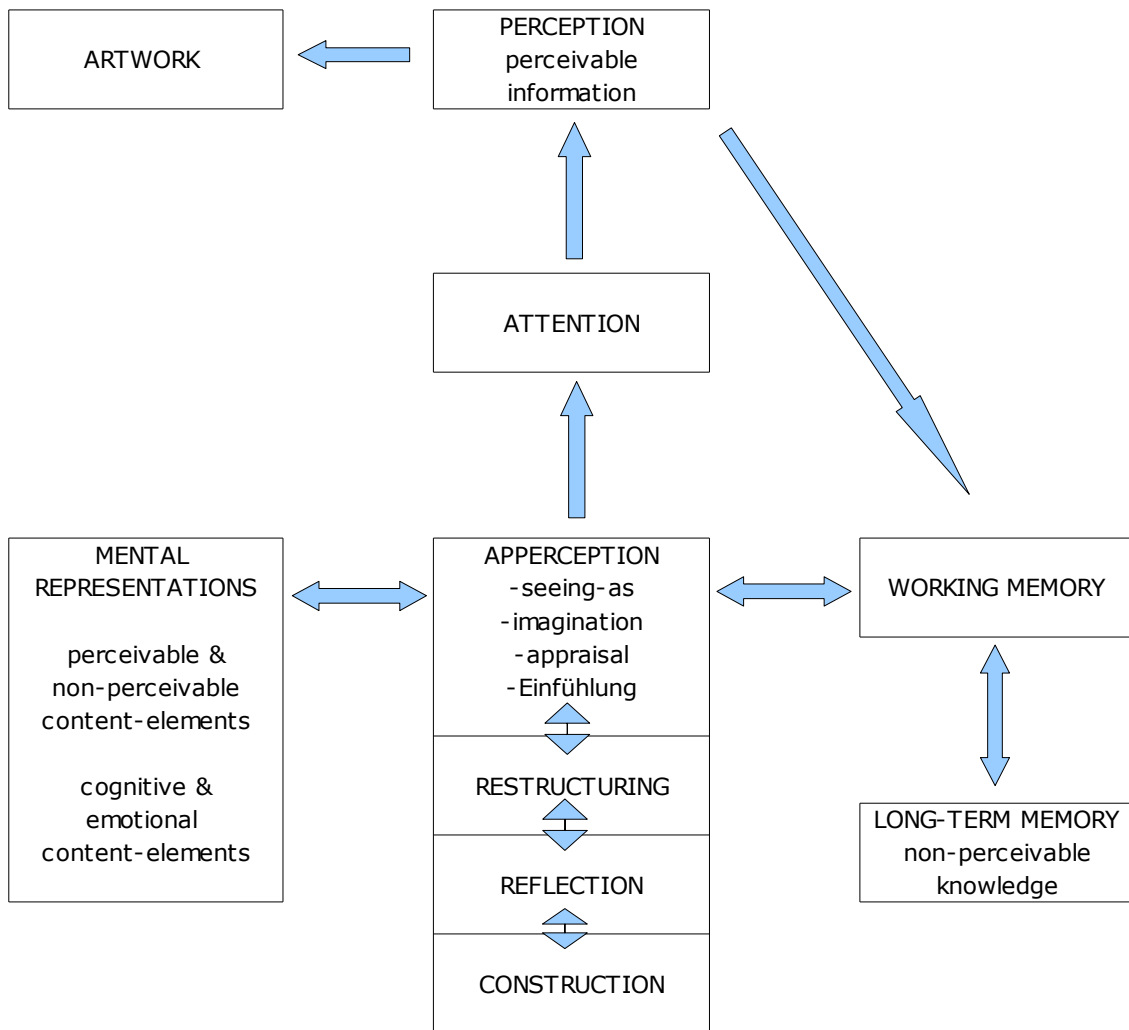 ARTWORK
PERCEPTION
perceivable
information
ATTENTION
MENTAL
REPRESENTATIONS
perceivable &
non-perceivable
content-elements
cognitive &
emotional
content-elements
APPERCEPTION
-seeing-as
-imagination
-appraisal
-Einfühlung
RESTRUCTURING
REFLECTION
CONSTRUCTION
WORKING MEMORY
LONG-TERM MEMORY
non-perceivable
knowledge